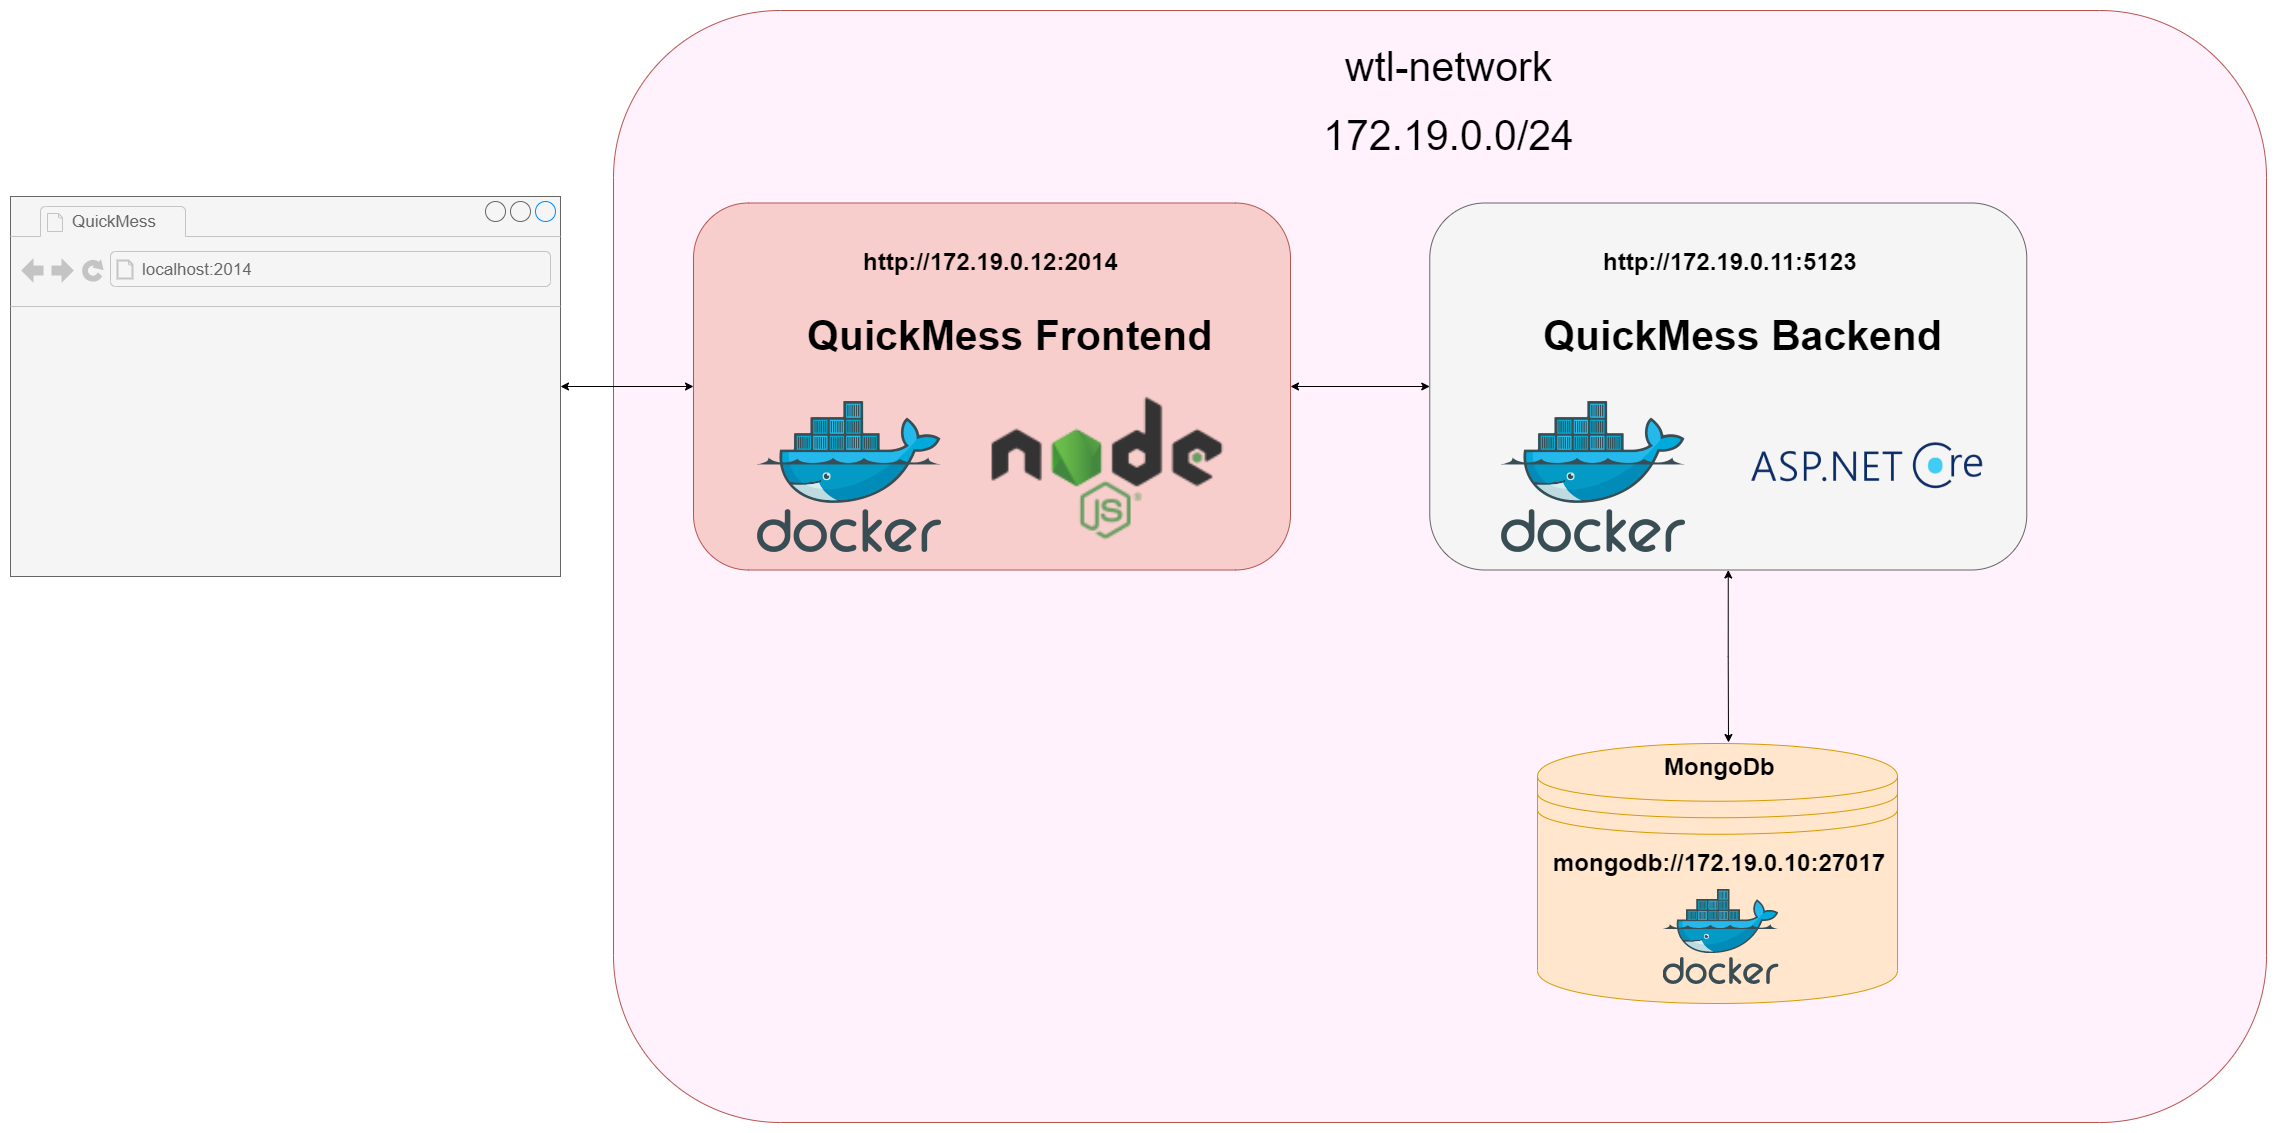 wtl-network
172.19.0.0/24
QuickMess
localhost:2014
http://172.19.0.12:2014
QuickMess Frontend
docker
node
JS
http://172.19.0.11:5123
QuickMess Backend
docker
ASP.NET Core
MongoDb
mongodb://172.19.0.10:27017
docker